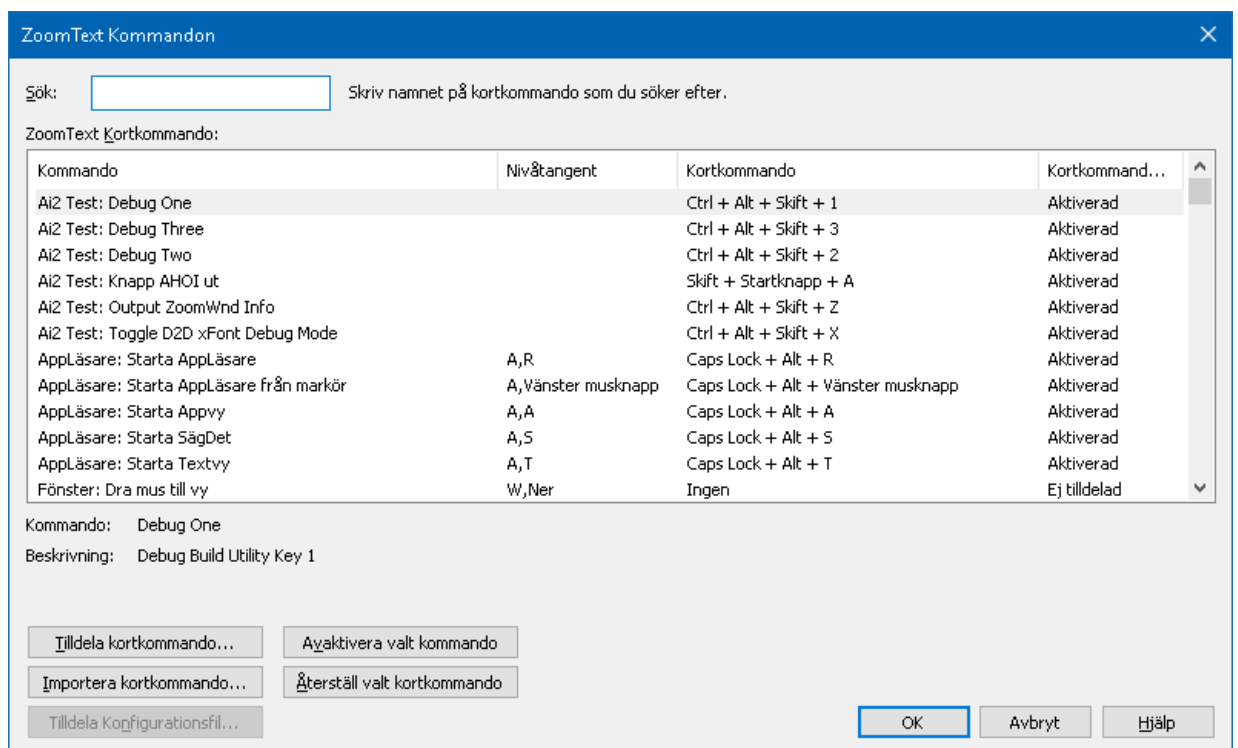 ZoomText Kommandon
Sök: Skriv namnet på kortkommando som du söker efter.
ZoomText Kortkommando:
Kommando Nivåtangent Kortkommando Kortkommand...
Ai2 Test: Debug One Ctrl + Alt + Skift + 1 Aktiverad
Ai2 Test: Debug Three Ctrl + Alt + Skift + 3 Aktiverad
Ai2 Test: Debug Two Ctrl + Alt + Skift + 2 Aktiverad
Ai2 Test: Knapp AHOI ut Skift + Startknapp + A Aktiverad
Ai2 Test: Output ZoomWnd Info Ctrl + Alt + Skift + Z Aktiverad
Ai2 Test: Toggle D2D xFont Debug Mode Ctrl + Alt + Skift + X Aktiverad
AppLäsare: Starta AppLäsare A,R Caps Lock + Alt + R Aktiverad
AppLäsare: Starta AppLäsare från markör A,Vänster musknapp Caps Lock + Alt + Vänster musknapp Aktiverad
AppLäsare: Starta Appvy A,A Caps Lock + Alt + A Aktiverad
AppLäsare: Starta SägDet A,S Caps Lock + Alt + S Aktiverad
AppLäsare: Starta Textvy A,T Caps Lock + Alt + T Aktiverad
Fönster: Dra mus till vy W,Ner Ingen Ej tilldelad
Kommando: Debug One
Beskrivning: Debug Build Utility Key 1
Tilldela kortkommando... Avaktivera valt kommando
Importera kortkommando... Återställ valt kortkommando
Tilldela Konfigurationsfil... OK Avbryt Hjälp